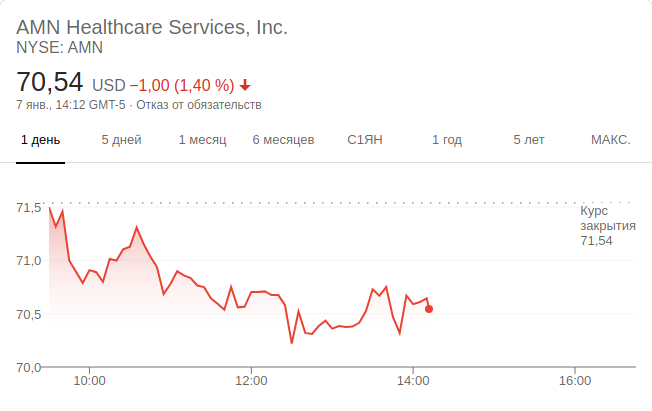 AMN Healthcare Services, Inc.
NYSE: AMN
70,54 USD −1,00 (1,40 %)
7 янв., 14:12 GMT-5 · Отказ от обязательств
1 день 5 дней 1 месяц 6 месяцев С1ЯН 1 год 5 лет МАКС.
71,5
Курс
закрытия
71,54
71,0
70,5
70,0
10:00 12:00 14:00 16:00